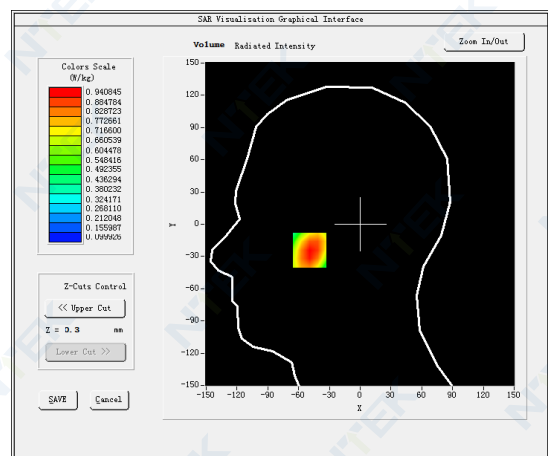 SAR Visualisation Graphical Interface
Volume Radiated Intensity
Zoom In/Out
Colors Scale
(W/kg)
0.940845
0.884784
0.828723
0.772661
0.716600
0.660539
0.604478
0.548416
0.492355
0.436294
0.380232
0.324171
0.268110
0.212048
0.155987
0.099926
Z-Cuts Control
<< Upper Cut
Z = 0.3 mm
Lower Cut >>
SAVE
Cancel
150
120
90
60
30
0
-30
-60
-90
-120
-150
Y
-150 -120 -90 -60 -30 0 30 60 90 120 150
X
NTEK